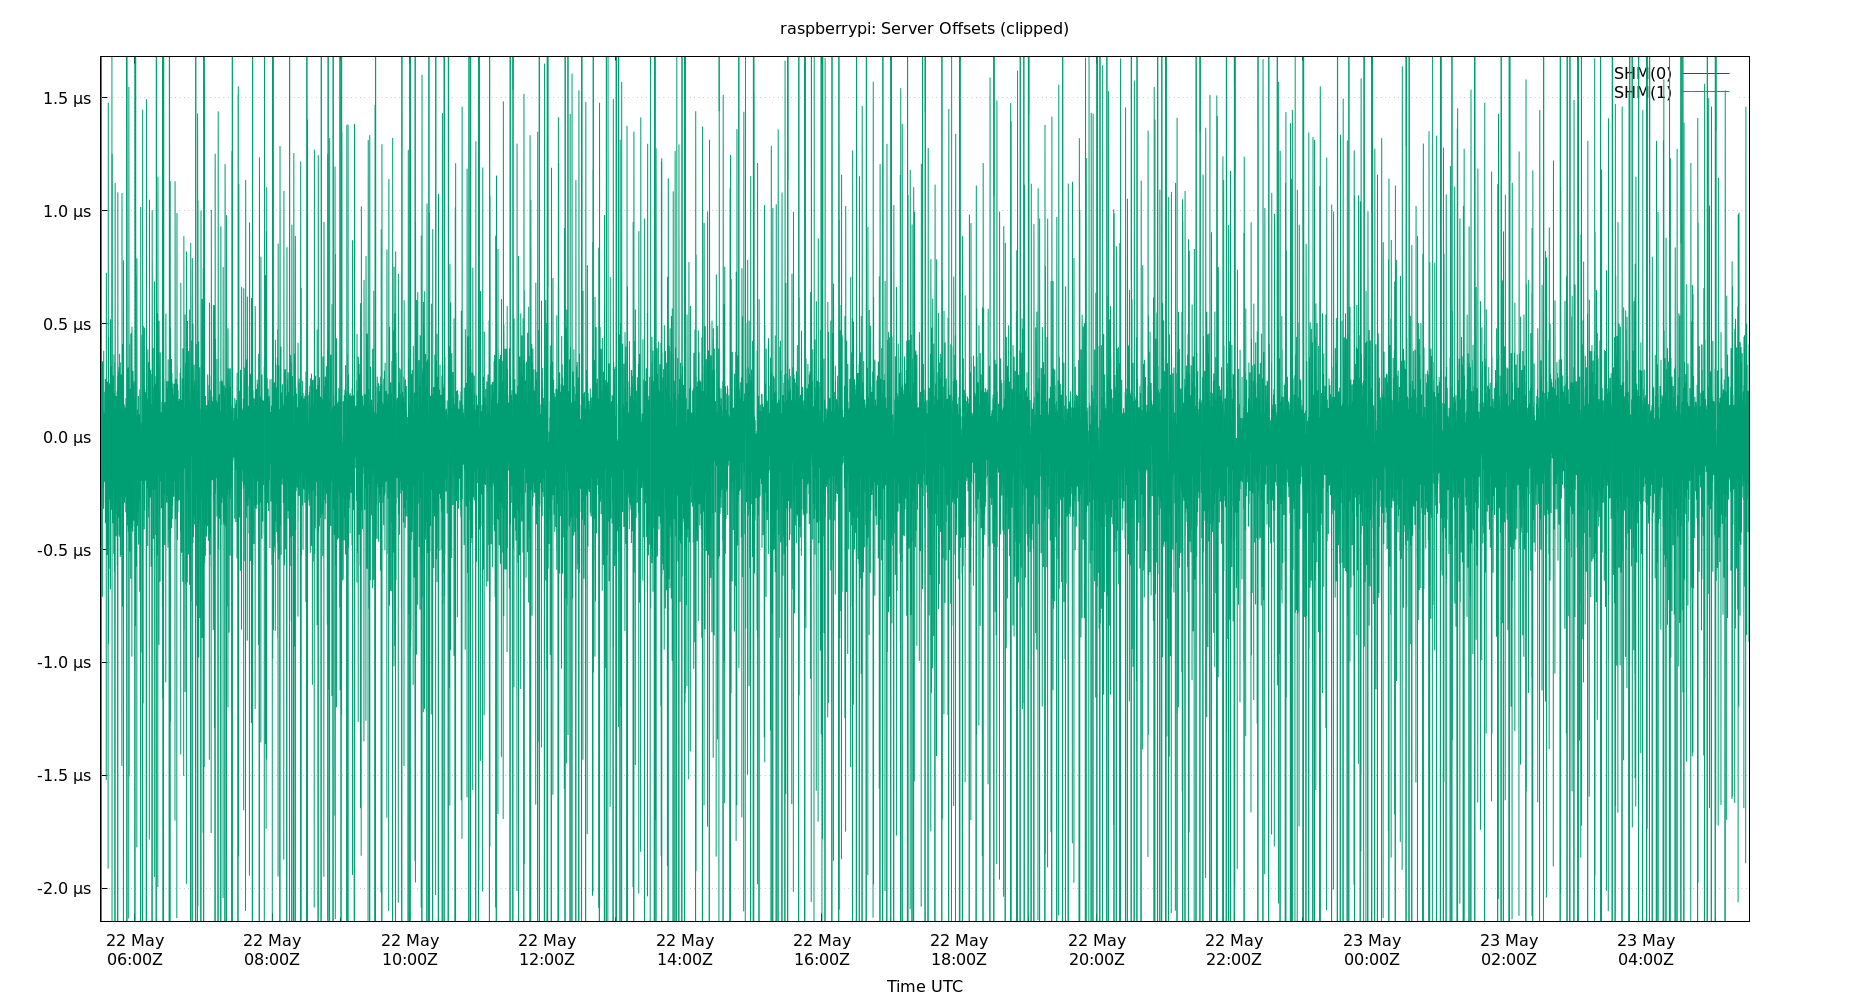 raspberrypi: Server Offsets (clipped)
SHM(0)
SHM(1)
1.5 µs
1.0 µs
0.5 µs
0.0 µs
-0.5 µs
-1.0 µs
-1.5 µs
-2.0 µs
22 May 22 May 22 May 22 May 22 May 22 May 22 May 22 May 22 May 23 May 23 May 23 May
06:00Z 08:00Z 10:00Z 12:00Z 14:00Z 16:00Z 18:00Z 20:00Z 22:00Z 00:00Z 02:00Z 04:00Z
Time UTC